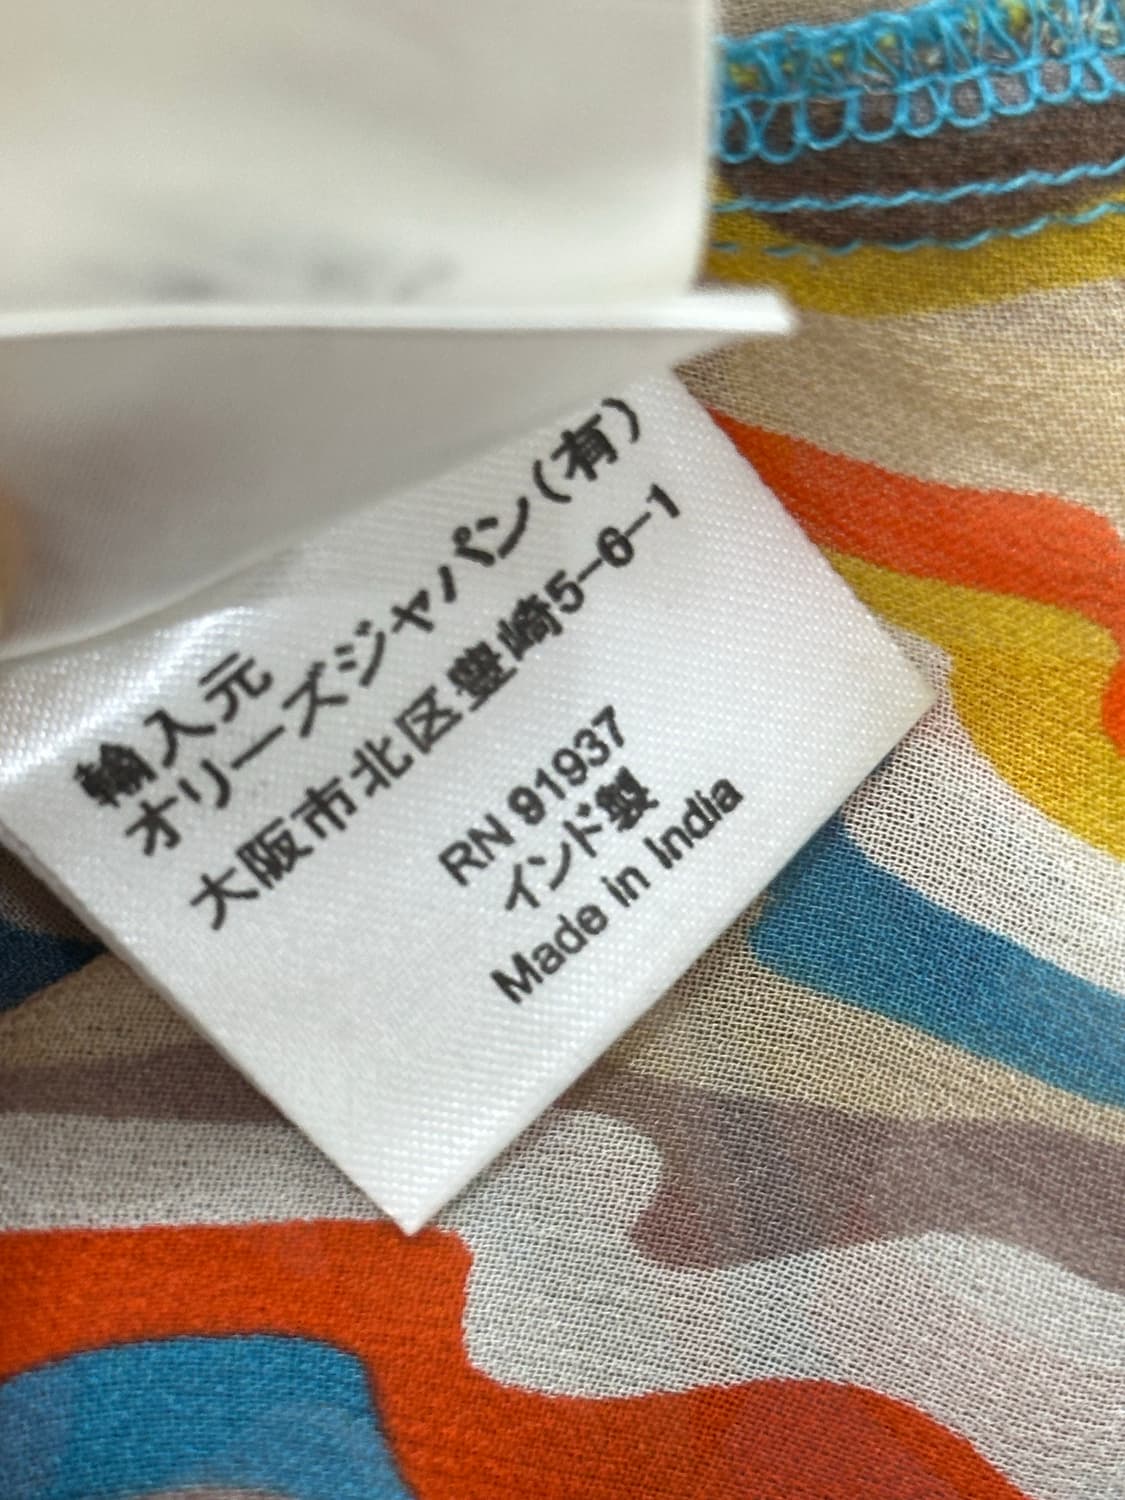 輸入元
オリーズジャパン(有)
大阪市北区豊崎5-6-1
RN 91937
インド製
Made in India